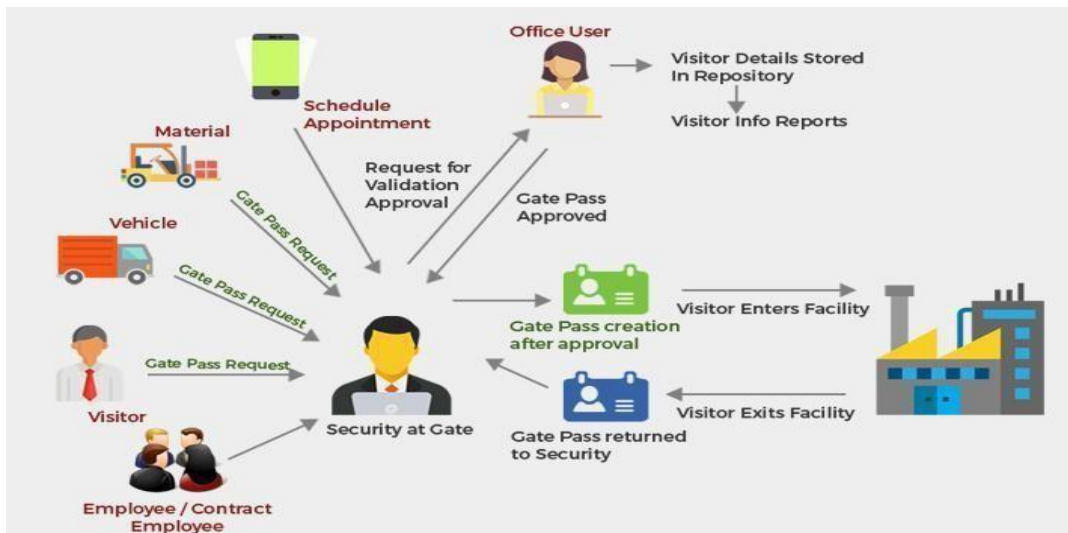 Office User
Visitor Details Stored
In Repository
Visitor Info Reports
Schedule
Appointment
Material
Request for
Validation
Approval
Gate Pass
Approved
Gate Pass Request
Vehicle
Gate Pass Request
Gate Pass Request
Visitor
Security at Gate
Gate Pass creation
after approval
Visitor Enters Facility
Visitor Exits Facility
Gate Pass returned
to Security
Employee / Contract
Employee